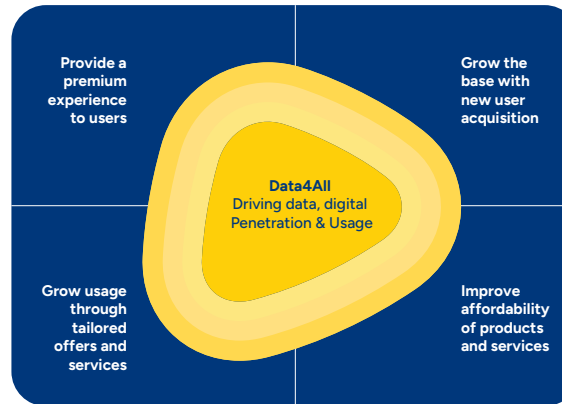 Provide a
premium
experience
to users
Grow the
base with
new user
acquisition
Data4All
Driving data, digital
Penetration & Usage
Grow usage
through
tailored
offers and
services
Improve
affordability
of products
and services